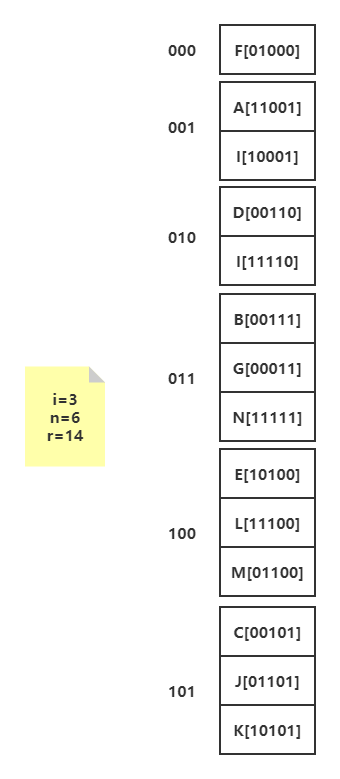 000
F[01000]
001
A[11001]
I[10001]
010
D[00110]
I[11110]
011
B[00111]
G[00011]
N[11111]
i=3
n=6
r=14
100
E[10100]
L[11100]
M[01100]
101
C[00101]
J[01101]
K[10101]